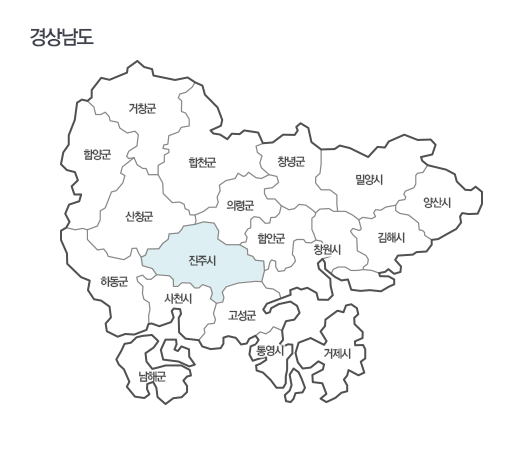 경상남도
거창군
함양군
합천군
창녕군
밀양시
양산시
의령군
산청군
함안군
김해시
창원시
진주시
하동군
사천시
고성군
통영시
거제시
남해군